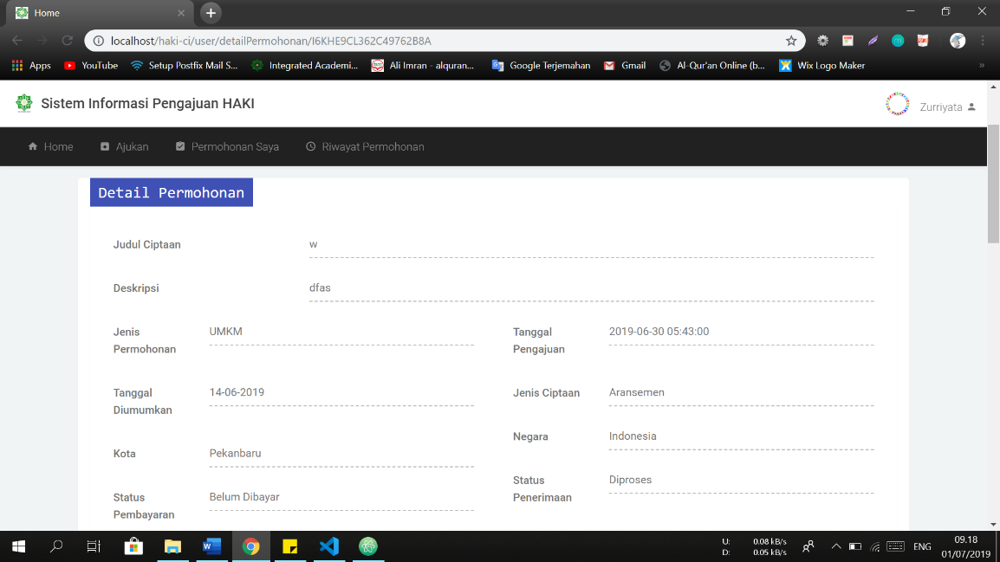 Home
localhost/haki-ci/user/detailPermohonan/I6KHE9CL362C49762B8A
Apps YouTube Setup Postfix Mail S... Integrated Academi... Ali Imran - alquran... Google Terjemahan Gmail Al-Qur'an Online (b... Wix Logo Maker »
Sistem Informasi Pengajuan HAKI Zurriyata
Home Ajukan Permohonan Saya Riwayat Permohonan
Detail Permohonan
Judul Ciptaan w
Deskripsi dfas
Jenis Permohonan UMKM
Tanggal Pengajuan 2019-06-30 05:43:00
Tanggal Diumumkan 14-06-2019
Jenis Ciptaan Aransemen
Negara Indonesia
Kota Pekanbaru
Status Penerimaan Diproses
Status Pembayaran Belum Dibayar
U: 0.08 kB/s
D: 0.05 kB/s
ENG
09.18
01/07/2019